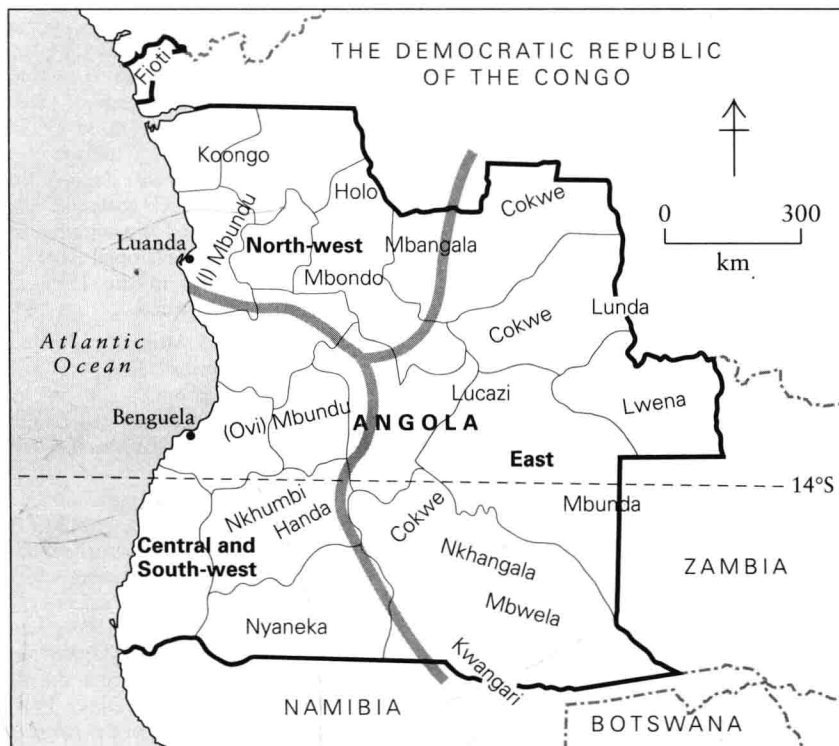 Fioti
THE DEMOCRATIC REPUBLIC
OF THE CONGO
Koongo
Holo
Cokwe
0 300
km
Luanda
(I) Mbundu
North-west
Mbangala
Mbondo
Cokwe
Lunda
Atlantic
Ocean
Lucazi
Lwena
Benguela
(Ovi) Mbundu
ANGOLA
East
14°S
Nkhumbi
Handa
Cokwe
Mbunda
Central and
South-west
Nkhangala
ZAMBIA
Mbwela
Nyaneka
Kwangari
NAMIBIA
BOTSWANA